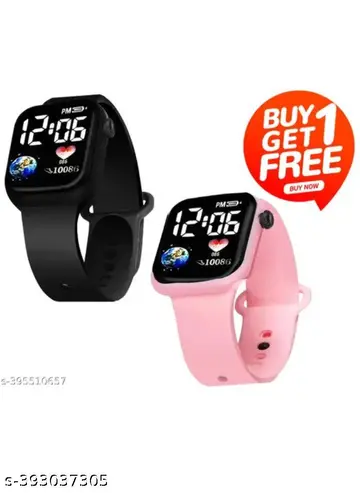 PM
12:06
10086
PM
12:06
10086
BUY 1
GET
FREE
BUY NOW
s-395510657
s-393037305